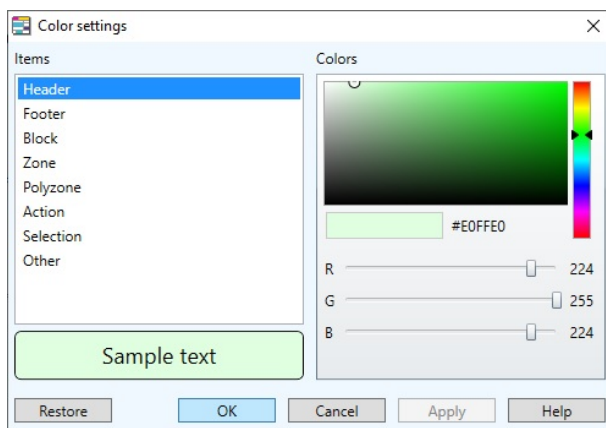 Color settings
Items
Header
Footer
Block
Zone
Polyzone
Action
Selection
Other
Sample text
Colors
#E0FFE0
R 224
G 255
B 224
Restore OK Cancel Apply Help